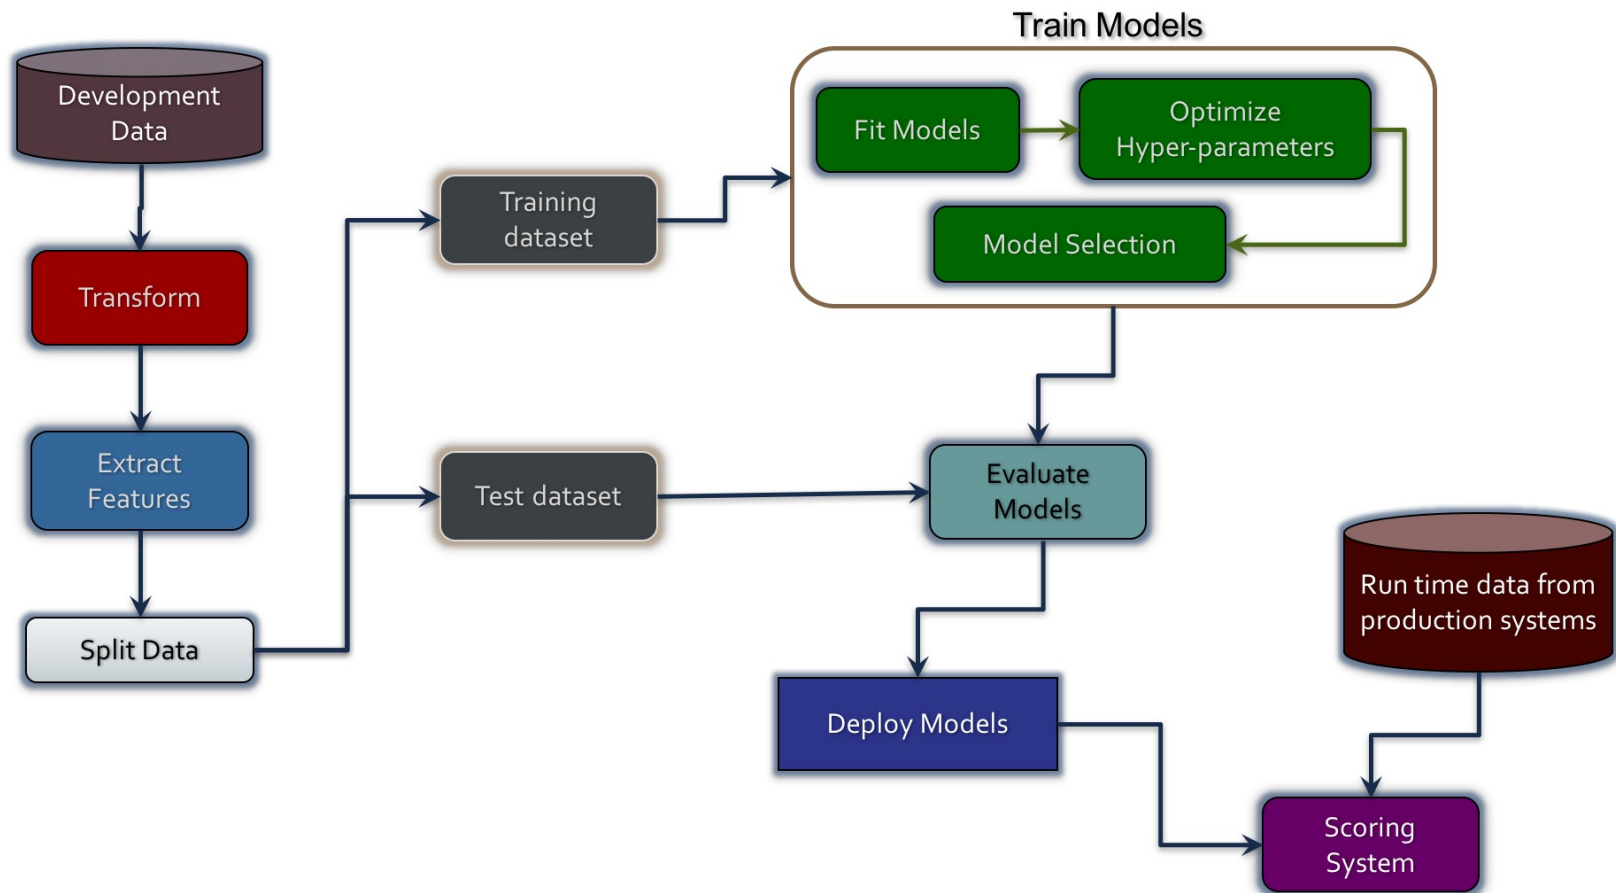 Train Models
Development
Data
Fit Models
Optimize
Hyper-parameters
Training
dataset
Model Selection
Transform
Extract
Features
Test dataset
Evaluate
Models
Run time data from
production systems
Split Data
Deploy Models
Scoring
System